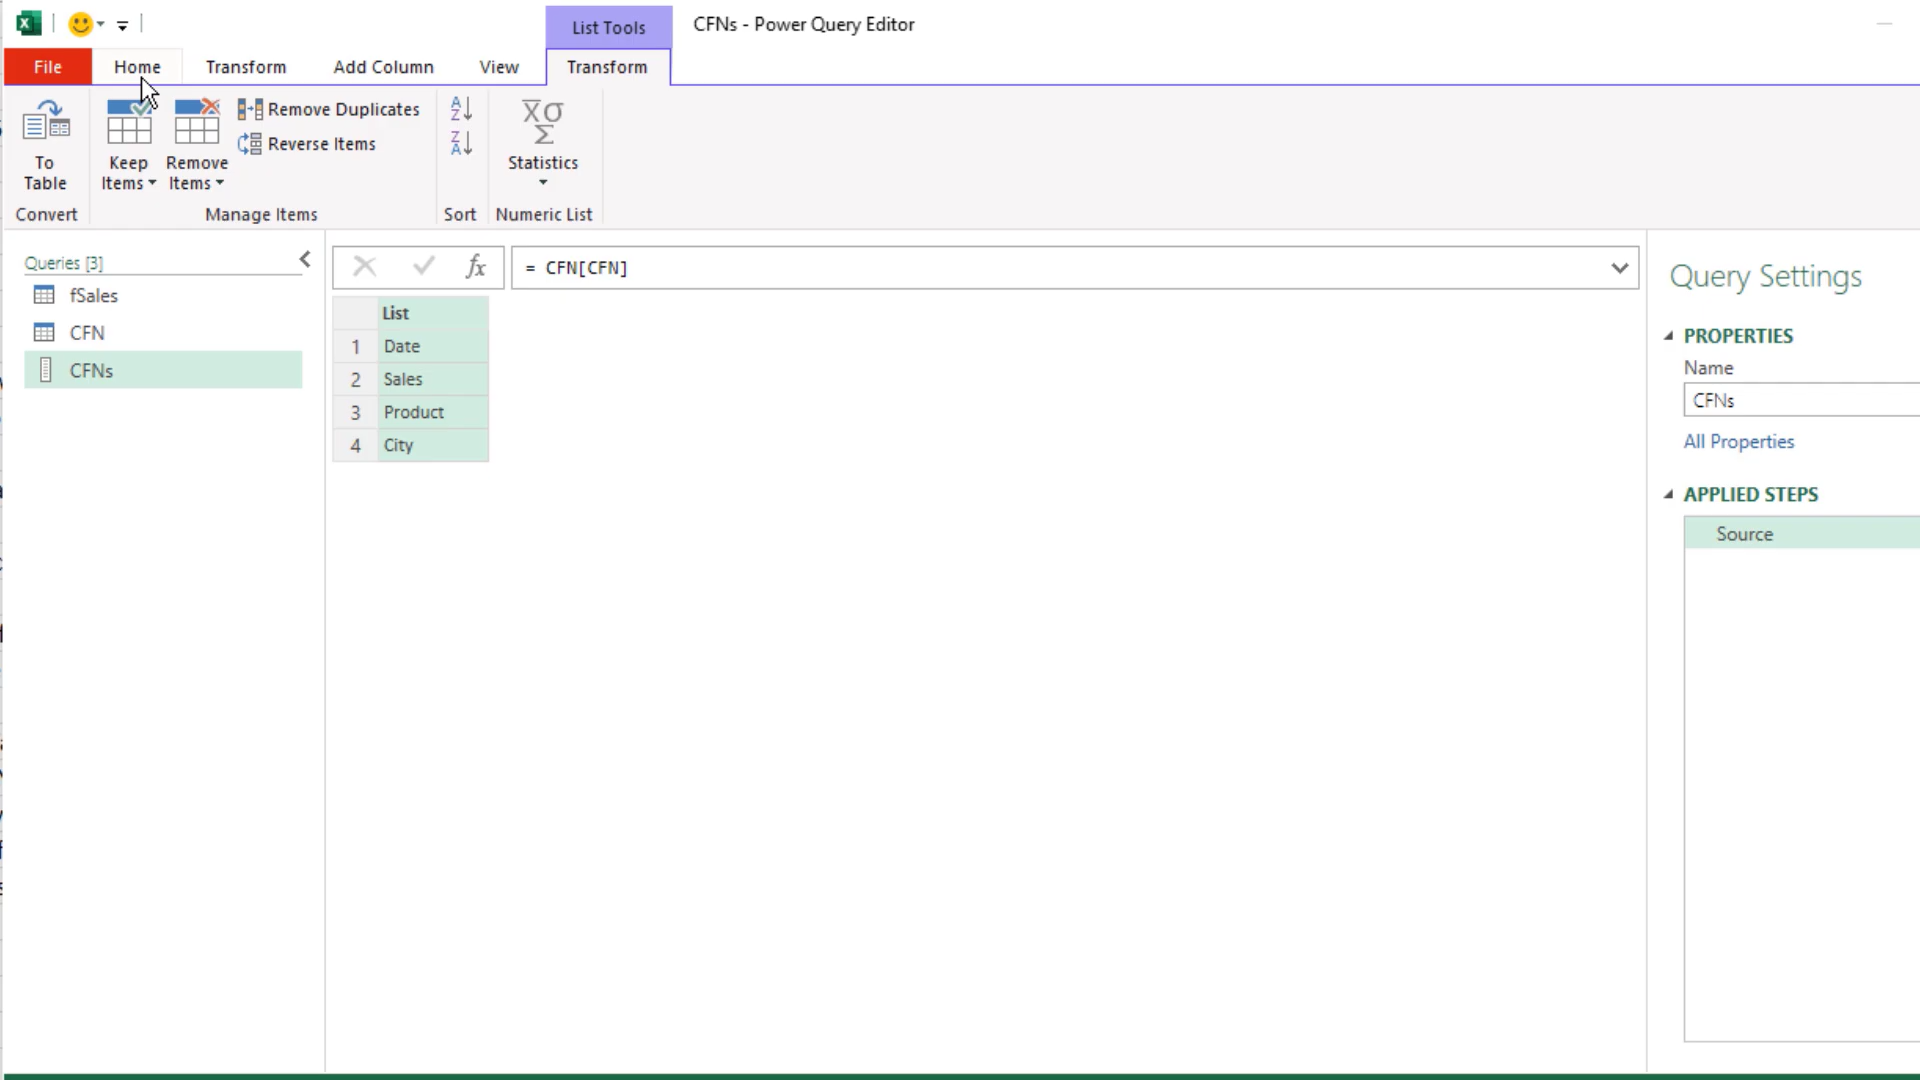 List Tools
CFNs - Power Query Editor
File
Home
Transform
Add Column
View
Transform
To
Table
Keep
Items
Remove
Items
Remove Duplicates
Reverse Items
Statistics
Convert
Manage Items
Sort
Numeric List
Queries [3]
fSales
CFN
CFNs
fx
= CFN[CFN]
List
1 Date
2 Sales
3 Product
4 City
Query Settings
PROPERTIES
Name
CFNs
All Properties
APPLIED STEPS
Source